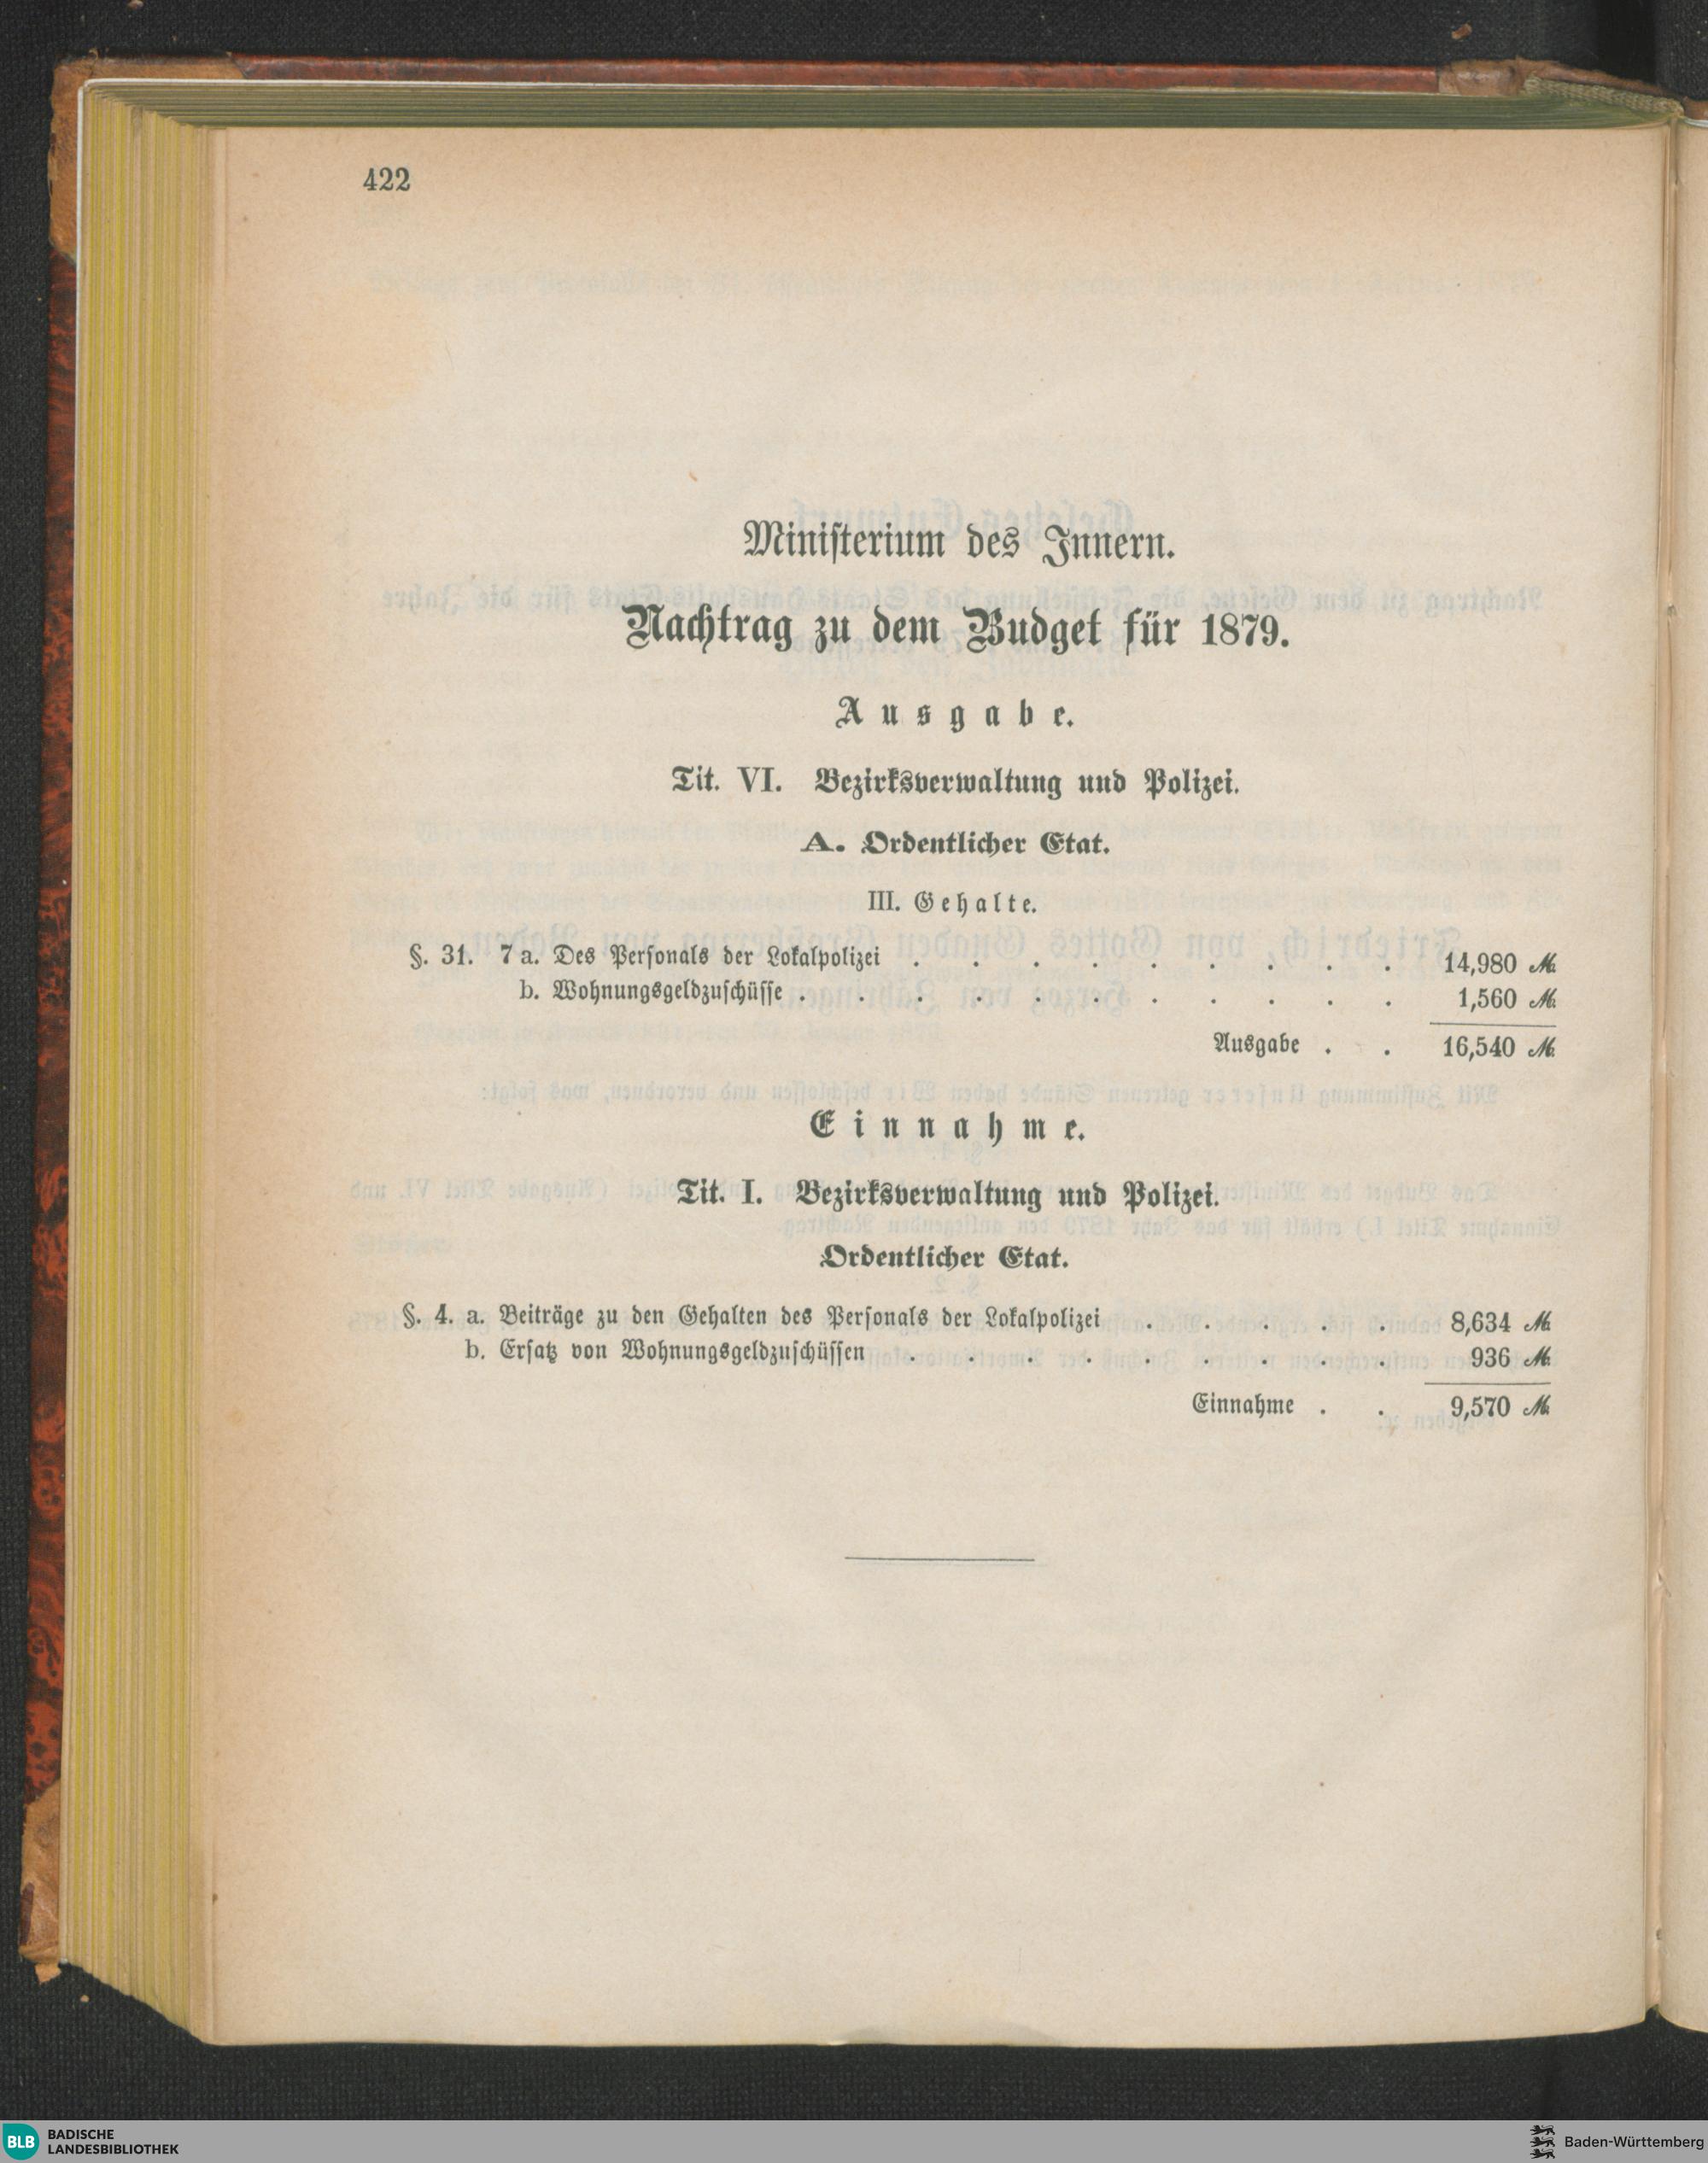 422
Ministerium des Innern.
Nachtrag zu dem Budget für 1879.
Ausgabe.
Tit. VI. Bezirksverwaltung und Polizei.
A. Ordentlicher Etat.
III. Gehalte.
§. 31. 7 a. Des Personals der Lokalpolizei . . . . . . . . . 14,980 ℳ
b. Wohnungsgeldzuschüsse . . . . . . . . . . . 1,560 ℳ
Ausgabe . . 16,540 ℳ
Einnahme.
Tit. I. Bezirksverwaltung und Polizei.
Ordentlicher Etat.
§. 4. a. Beiträge zu den Gehalten des Personals der Lokalpolizei . . . . . 8,634 ℳ
b. Ersatz von Wohnungsgeldzuschüssen . . . . . . . . . 936 ℳ
Einnahme . . 9,570 ℳ
BLB BADISCHE
LANDESBIBLIOTHEK
Baden-Württemberg